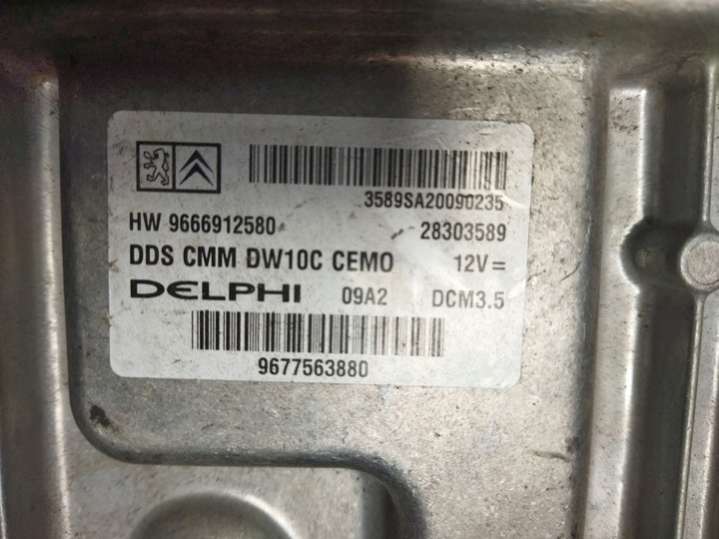 3589SA20090235
HW 9666912580 28303589
DDS CMM DW10C CEMO 12V =
DELPHI 09A2 DCM3.5
9677563880